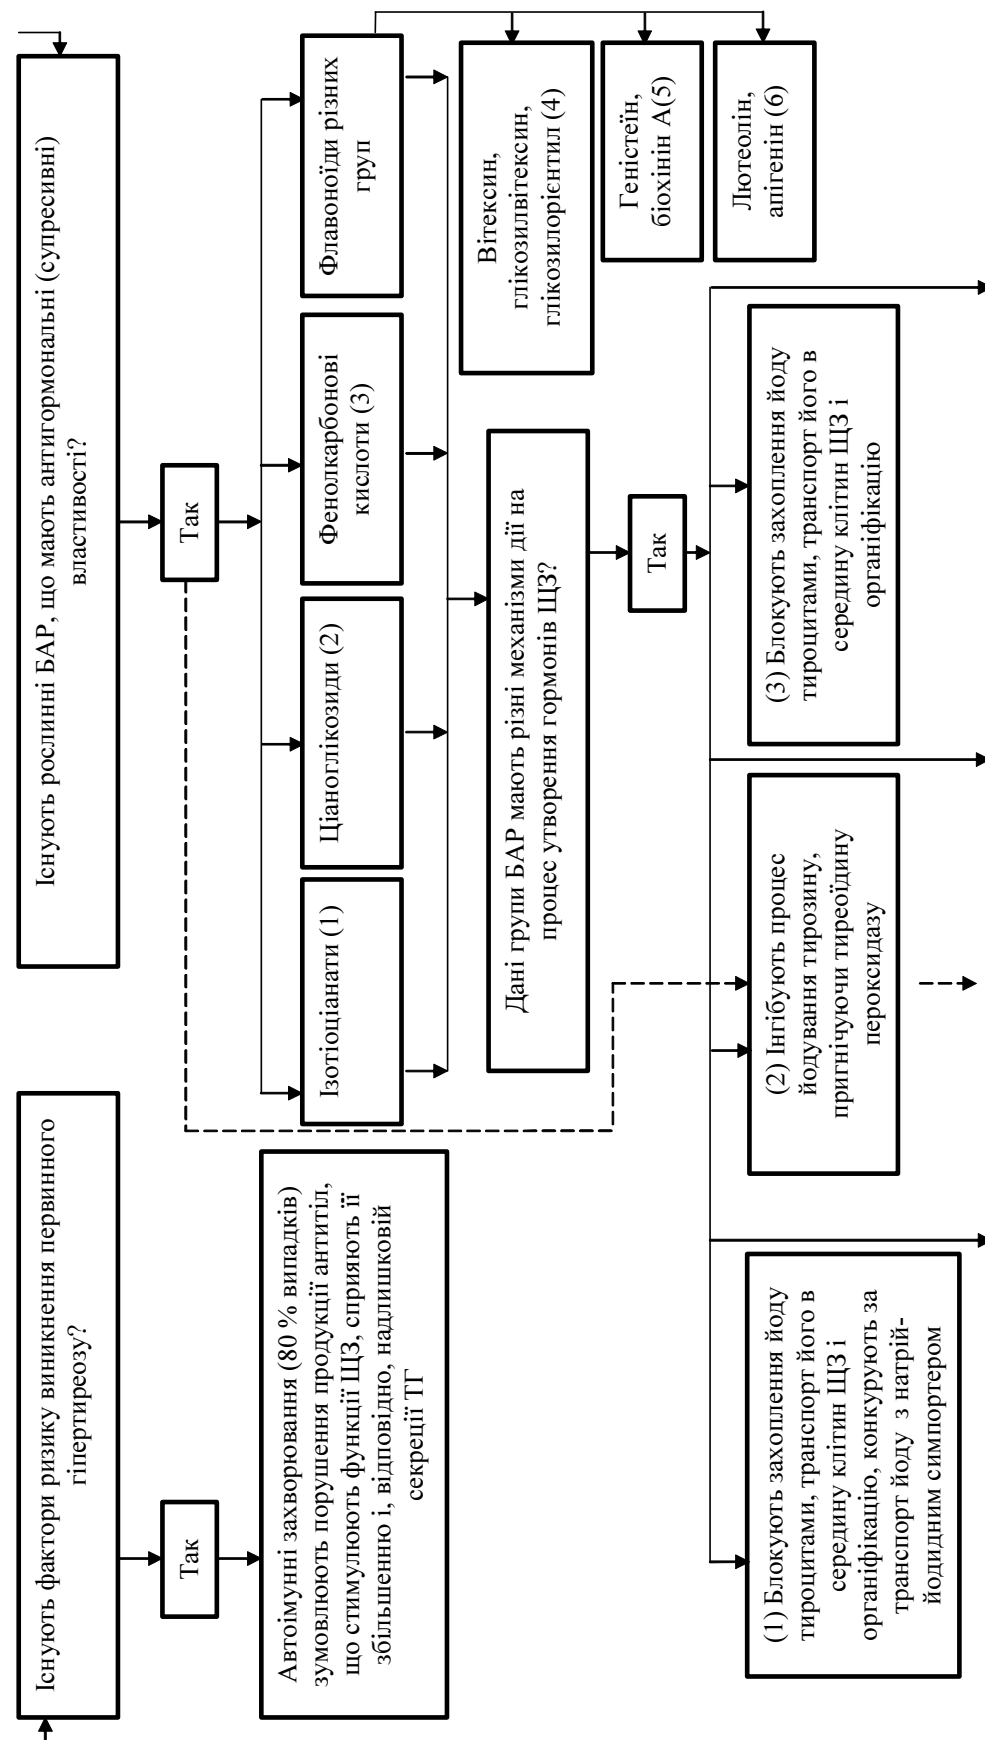 Існують фактори ризику виникнення первинного
гіпертиреозу?
Так
Автоімунні захворювання (80 % випадків)
зумовлюють порушення продукції антитіл,
що стимулюють функції ЩЗ, сприяють її
збільшенню і, відповідно, надлишковій
секреції ТГ
Існують рослинні БАР, що мають антигормональні (супресивні)
властивості?
Так
Ізотіоціанати (1)
Ціаноглікозиди (2)
Фенолкарбонові
кислоти (3)
Флавоноїди різних
груп
Вітексин,
глікозилвітексин,
глікозилорієнтил (4)
Геністеїн,
біохінін А(5)
Лютеолін,
апігенін (6)
Дані групи БАР мають різні механізми дії на
процес утворення гормонів ЩЗ?
Так
(1) Блокують захоплення йоду
тироцитами, транспорт його в
середину клітин ЩЗ і
органіфікацію, конкурують за
транспорт йоду з натрій-
йодидним симпортером
(2) Інгібують процес
йодування тирозину,
пригнічуючи тиреоїдину
пероксидазу
(3) Блокують захоплення йоду
тироцитами, транспорт його в
середину клітин ЩЗ і
органіфікацію